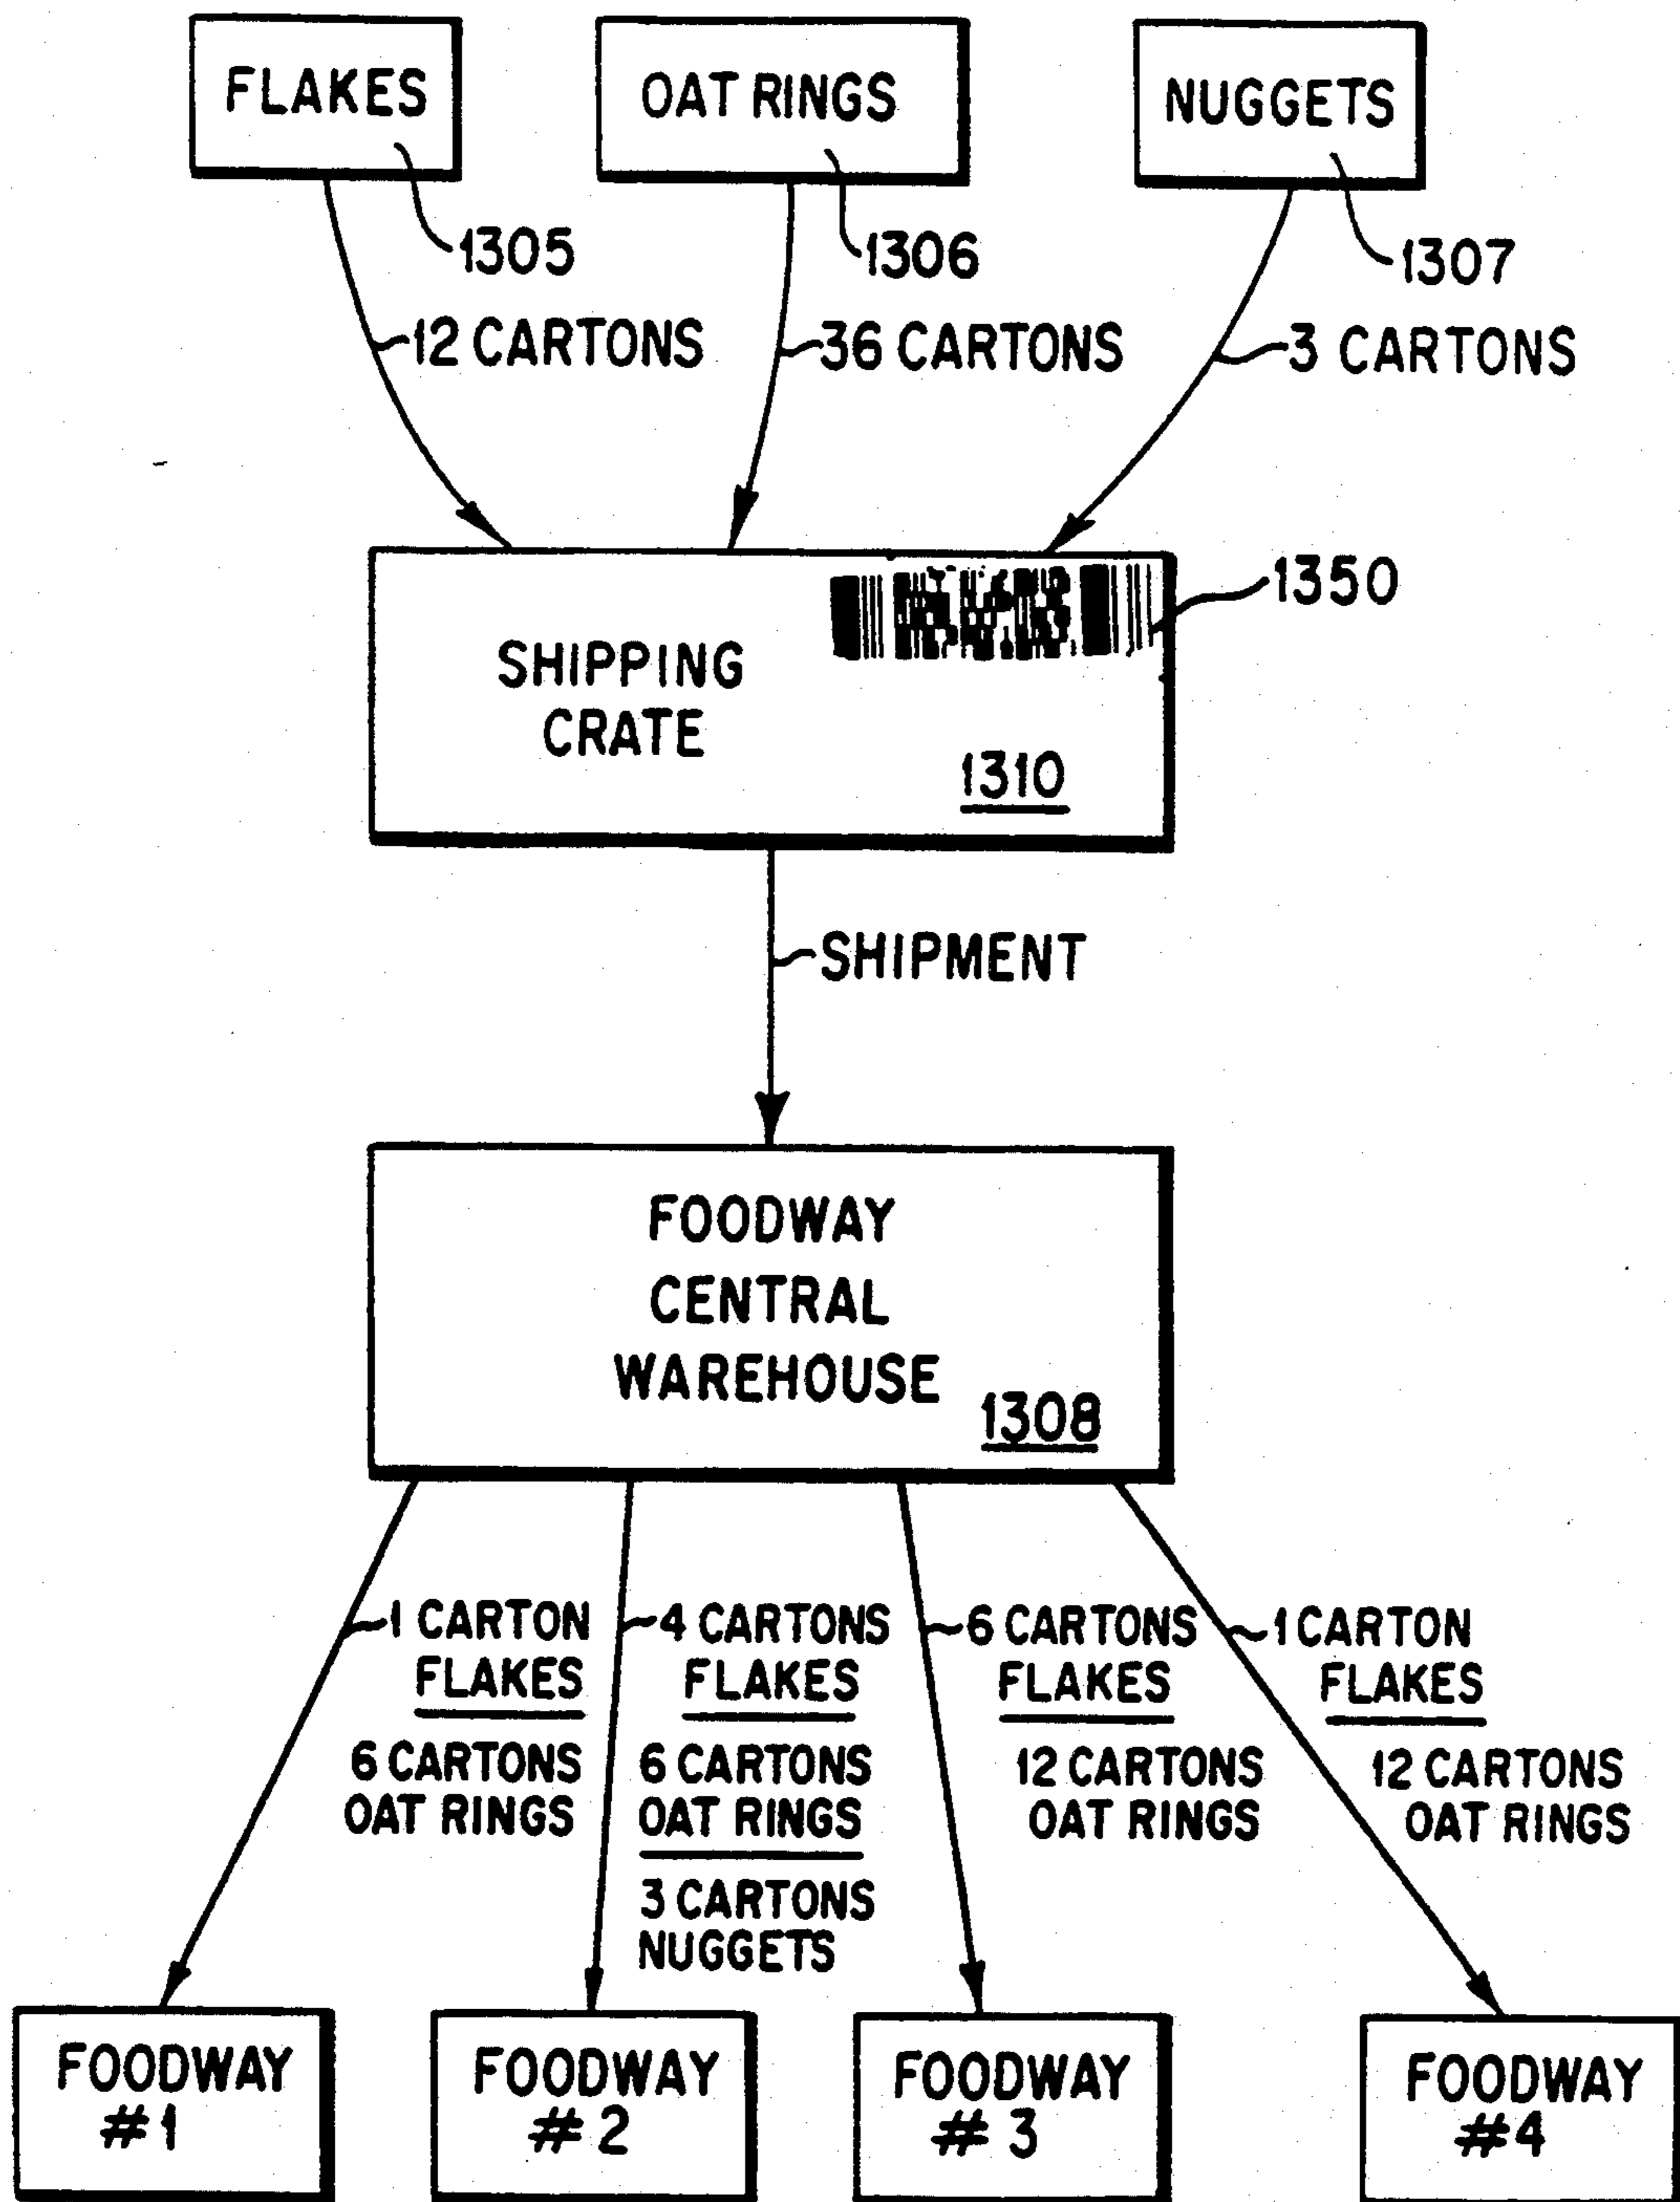 FLAKES
OAT RINGS
NUGGETS
1305
1306
1307
12 CARTONS
36 CARTONS
3 CARTONS
1350
SHIPPING
CRATE
1310
SHIPMENT
FOODWAY
CENTRAL
WAREHOUSE
1308
1 CARTON
FLAKES
6 CARTONS
OAT RINGS
4 CARTONS
FLAKES
6 CARTONS
OAT RINGS
3 CARTONS
NUGGETS
6 CARTONS
FLAKES
12 CARTONS
OAT RINGS
1 CARTON
FLAKES
12 CARTONS
OAT RINGS
FOODWAY
#1
FOODWAY
#2
FOODWAY
#3
FOODWAY
#4